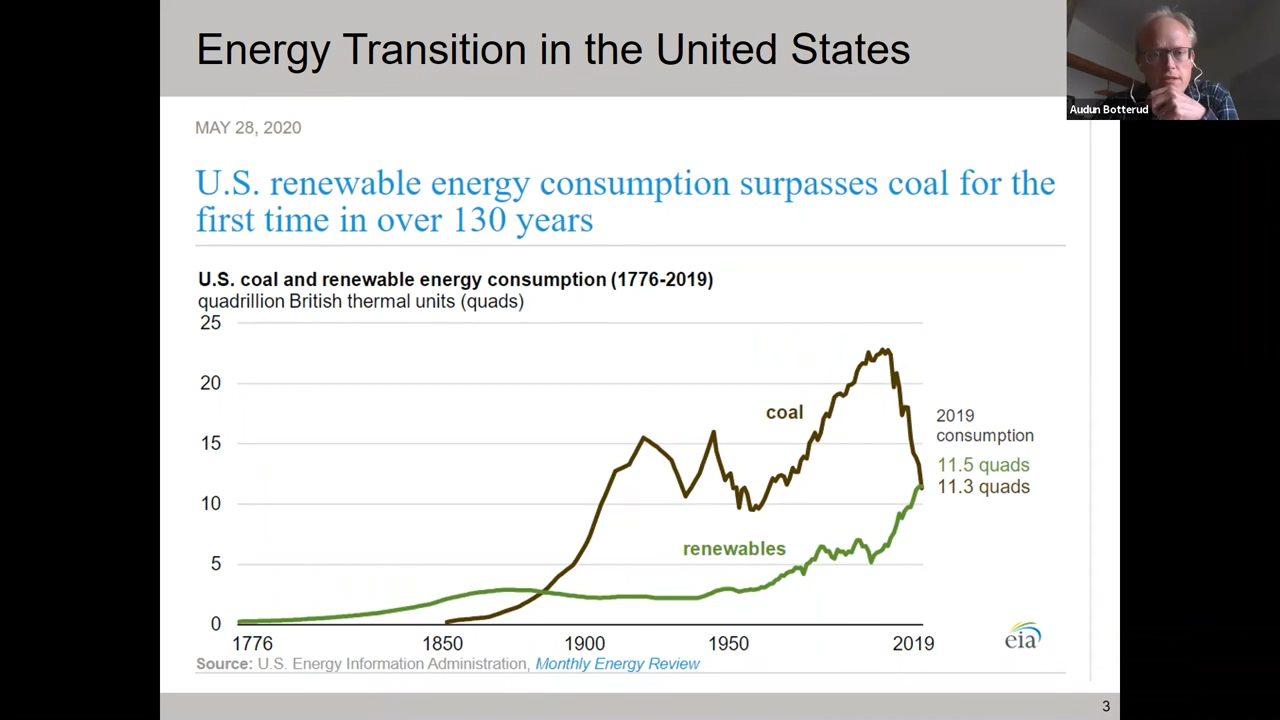 Energy Transition in the United States
Audun Botterud
MAY 28, 2020
U.S. renewable energy consumption surpasses coal for the
first time in over 130 years
U.S. coal and renewable energy consumption (1776-2019)
quadrillion British thermal units (quads)
25
20
15
10
5
0
coal
renewables
2019
consumption
11.5 quads
11.3 quads
1776
1850
1900
1950
2019
eia
Source: U.S. Energy Information Administration, Monthly Energy Review
3